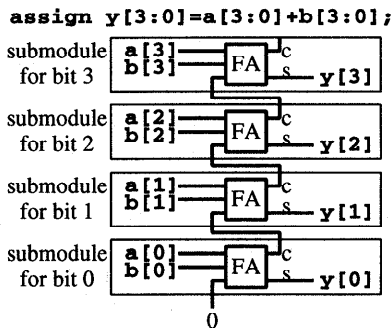 assign y[3:0]=a[3:0]+b[3:0];
submodule
for bit 3
a[3]
b[3]
FA
c
s
y[3]
submodule
for bit 2
a[2]
b[2]
FA
c
s
y[2]
submodule
for bit 1
a[1]
b[1]
FA
c
s
y[1]
submodule
for bit 0
a[0]
b[0]
FA
c
s
y[0]
0